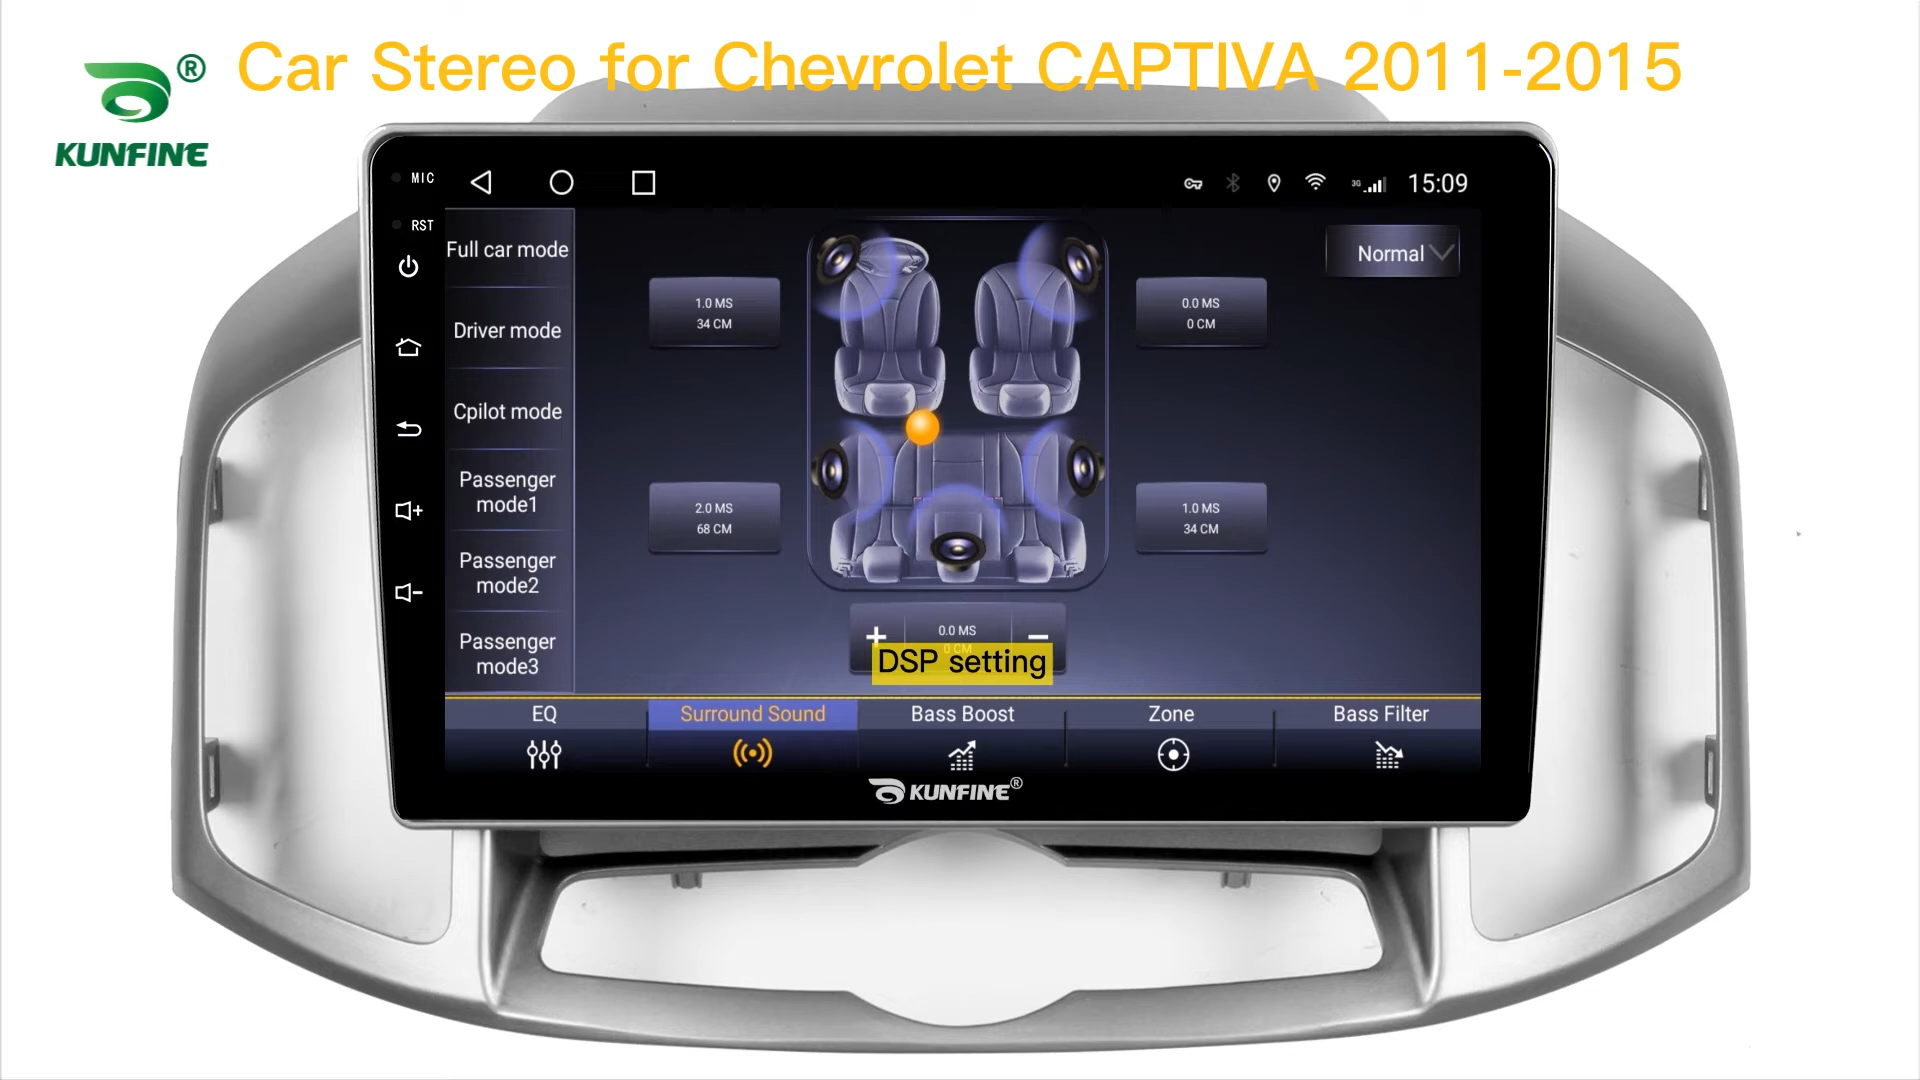 Car Stereo for Chevrolet CAPTIVA 2011-2015
®
KUNFINE
MIC
RST
3G
15:09
Full car mode
Driver mode
Cpilot mode
Passenger
mode1
Passenger
mode2
Passenger
mode3
Normal
1.0 MS
34 CM
0.0 MS
0 CM
2.0 MS
68 CM
1.0 MS
34 CM
+
0.0 MS
−
0 CM
DSP setting
EQ
Surround Sound
Bass Boost
Zone
Bass Filter
KUNFINE®